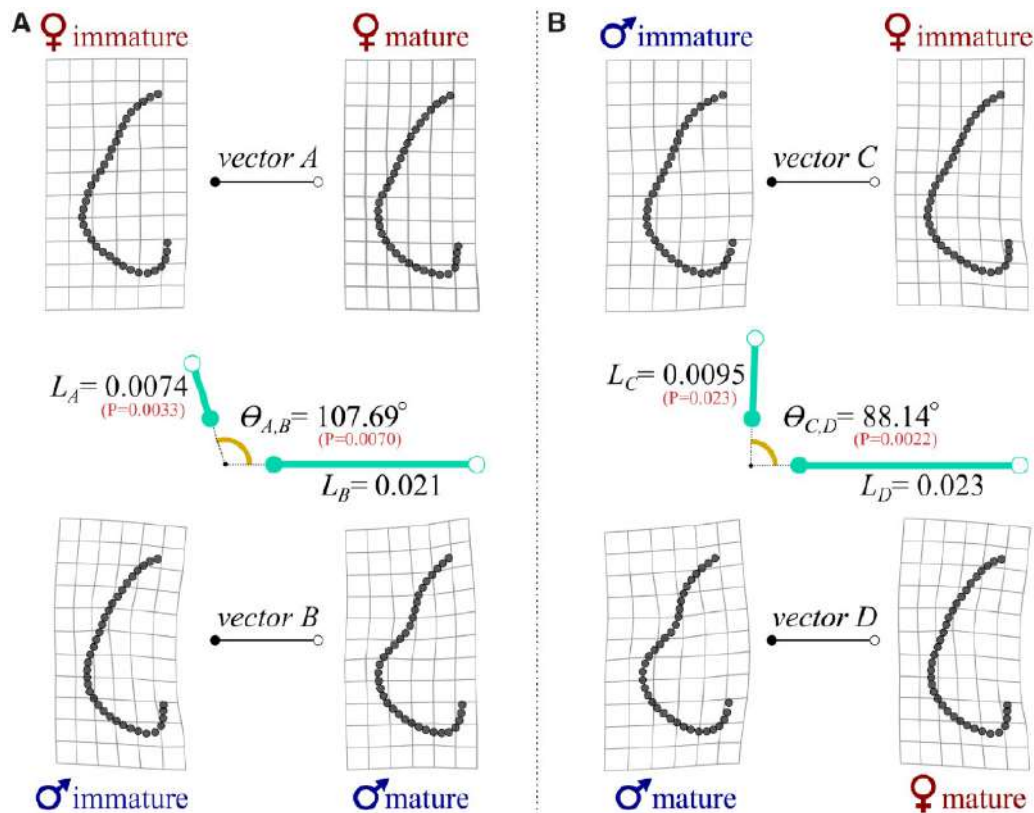 A
♀ immature
♀ mature
vector A
L_A= 0.0074
(P=0.0033)
Θ_A,B= 107.69°
(P=0.0070)
L_B= 0.021
vector B
♂ immature
♂ mature
B
♂ immature
♀ immature
vector C
L_C= 0.0095
(P=0.023)
Θ_C,D= 88.14°
(P=0.0022)
L_D= 0.023
vector D
♂ mature
♀ mature